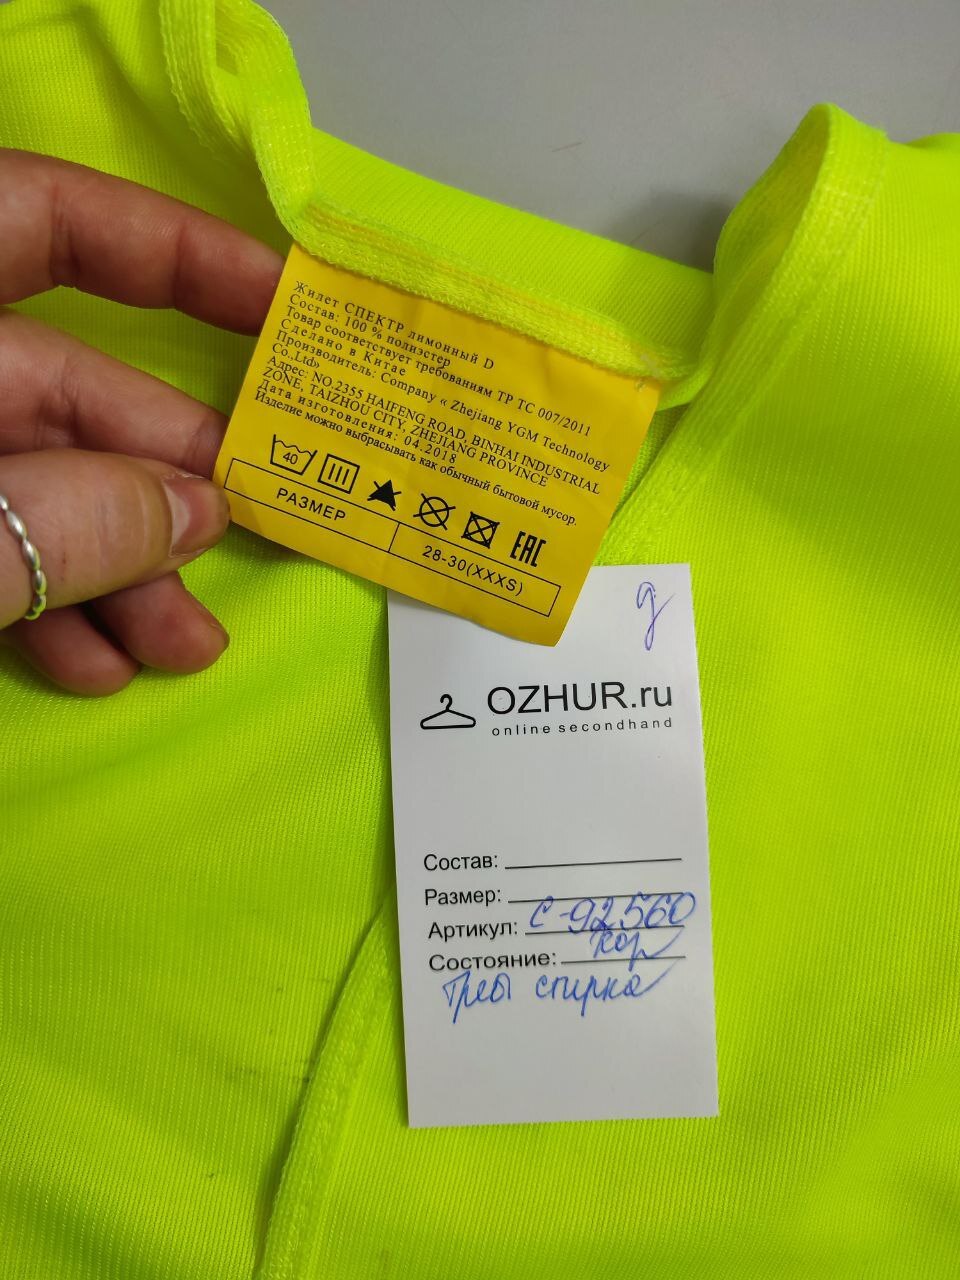 Жилет СПЕКТР лимонный D
Состав: 100 % полиэстер
Товар соответствует требованиям ТР ТС 007/2011
Сделано в Китае
Производитель: Company « Zhejiang YGM Technology
Co.,Ltd»
Адрес: NO.2355 HAIFENG ROAD, BINHAI INDUSTRIAL
ZONE, TAIZHOU CITY, ZHEJIANG PROVINCE
Дата изготовления: 04.2018
Изделие можно выбрасывать как обычный бытовой мусор.
40
EAC
РАЗМЕР 28-30(XXXS)
д
OZHUR.ru
online secondhand
Состав:
Размер:
Артикул: С-92560
Состояние: хор
Треб стирка